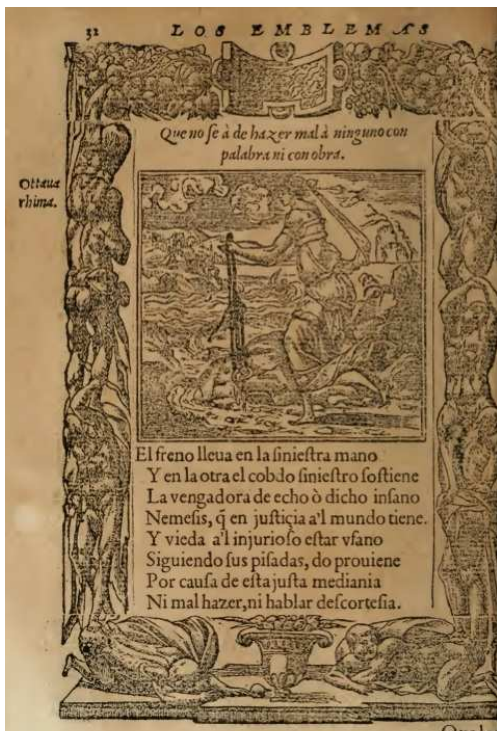 32
LOS EMBLEMAS
Que no ſe à de hazer mal à ninguno con
palabra ni con obra.
Ottaua
rhima.
El freno lleua en la ſinieſtra mano
Y en la otra el cobdo ſinieſtro ſoſtiene
La vengadora de echo ò dicho inſano
Nemeſis, q̃ en juſticia a'l mundo tiene.
Y vieda a'l injurioſo eſtar vſano
Siguiendo ſus piſadas, do prouiene
Por cauſa de eſta juſta mediania
Ni mal hazer, ni hablar deſcorteſia.